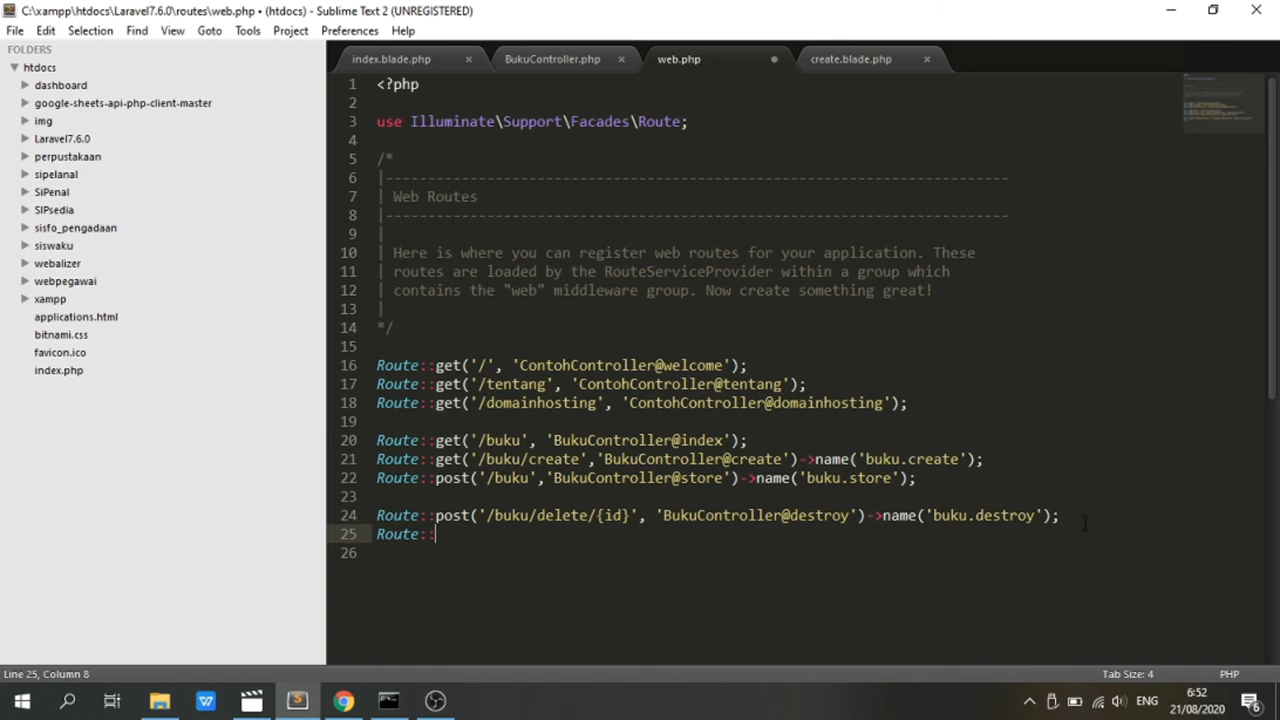 C:\xampp\htdocs\Laravel7.6.0\routes\web.php • (htdocs) - Sublime Text 2 (UNREGISTERED)
File Edit Selection Find View Goto Tools Project Preferences Help
FOLDERS
htdocs
dashboard
google-sheets-api-php-client-master
img
Laravel7.6.0
perpustakaan
sipelanal
SIPenal
SIPsedia
sisfo_pengadaan
siswaku
webalizer
webpegawai
xampp
applications.html
bitnami.css
favicon.ico
index.php
index.blade.php × BukuController.php × web.php • create.blade.php ×
1 <?php
2
3 use Illuminate\Support\Facades\Route;
4
5 /*
6 |--------------------------------------------------------------------------
7 | Web Routes
8 |--------------------------------------------------------------------------
9 |
10 | Here is where you can register web routes for your application. These
11 | routes are loaded by the RouteServiceProvider within a group which
12 | contains the "web" middleware group. Now create something great!
13 |
14 */
15
16 Route::get('/', 'ContohController@welcome');
17 Route::get('/tentang', 'ContohController@tentang');
18 Route::get('/domainhosting', 'ContohController@domainhosting');
19
20 Route::get('/buku', 'BukuController@index');
21 Route::get('/buku/create','BukuController@create')->name('buku.create');
22 Route::post('/buku','BukuController@store')->name('buku.store');
23
24 Route::post('/buku/delete/{id}', 'BukuController@destroy')->name('buku.destroy');
25 Route::
26
Line 25, Column 8 Tab Size: 4 PHP
ENG 6:52
21/08/2020 6